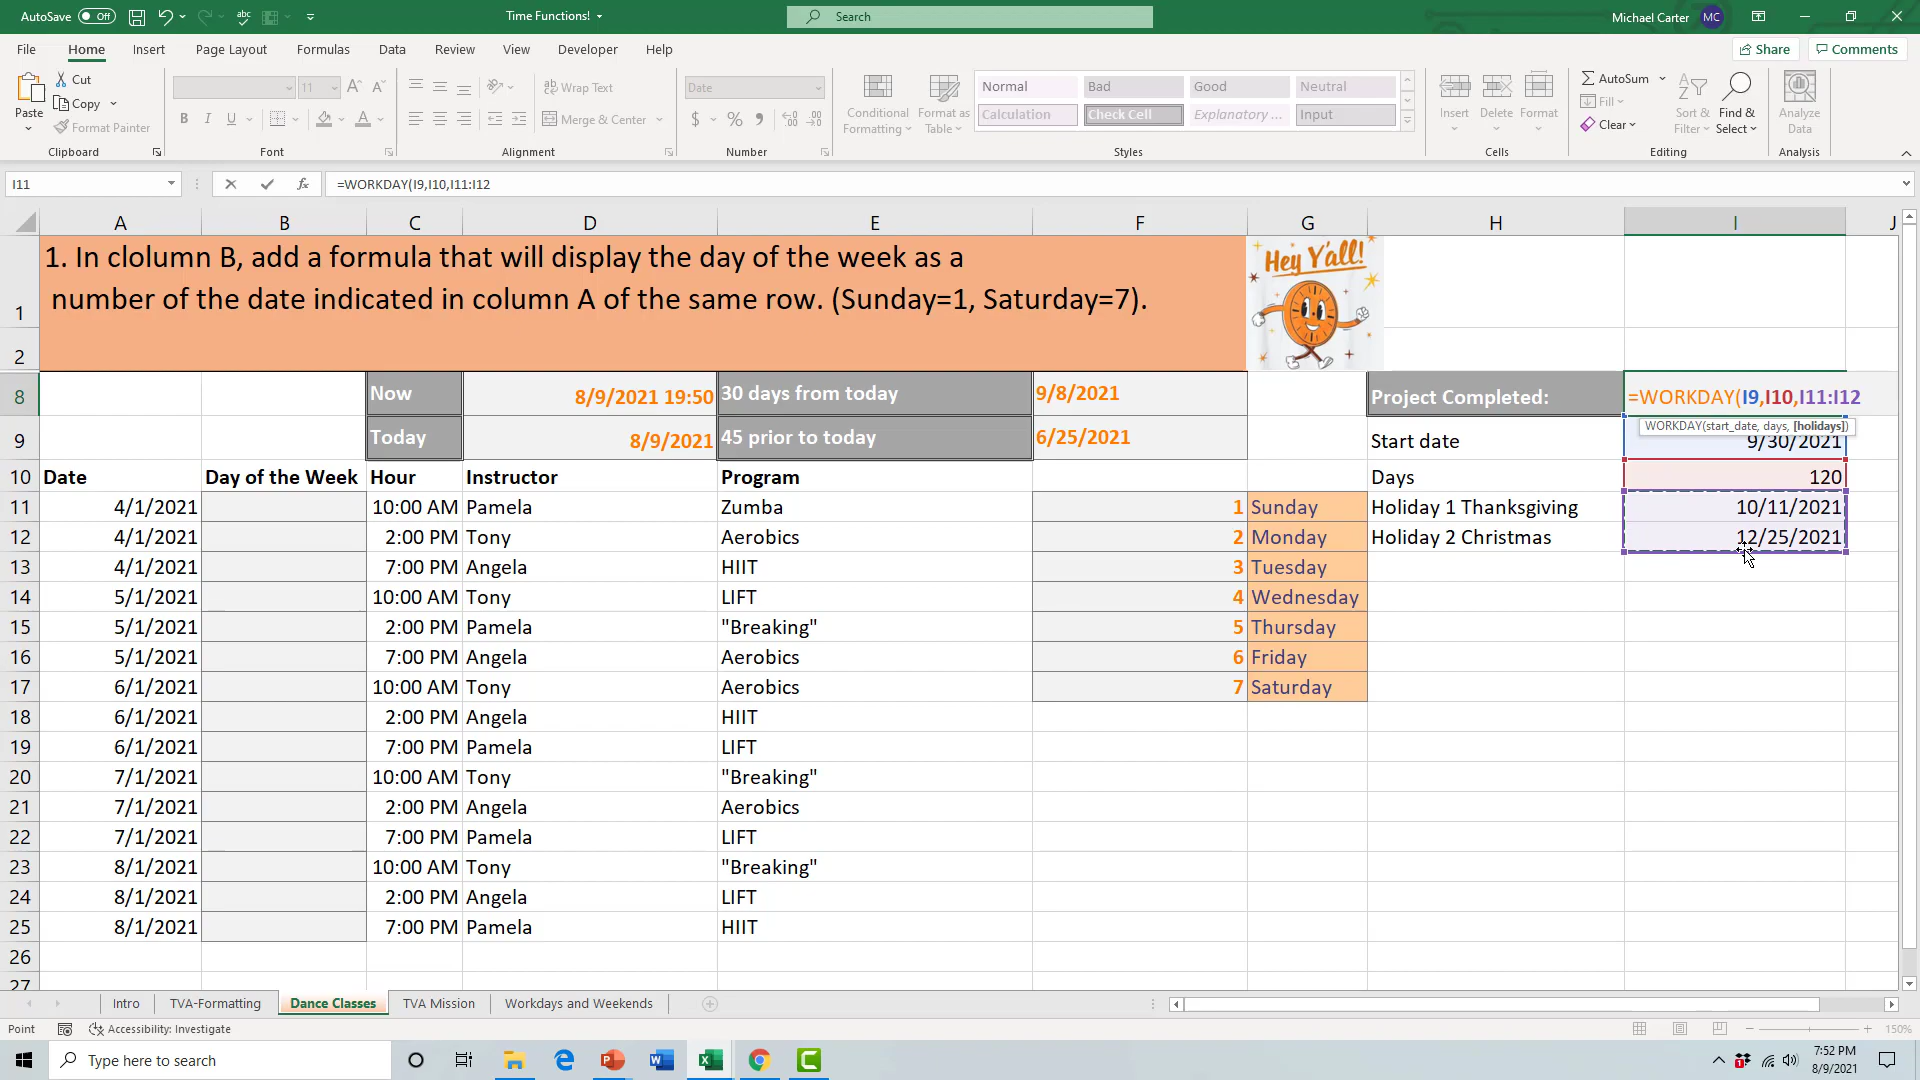 AutoSave Off
Time Functions!
Search
Michael Carter MC
File Home Insert Page Layout Formulas Data Review View Developer Help
Share Comments
Paste
Cut
Copy
Format Painter
Clipboard
11
B I U
Font
Wrap Text
Merge & Center
Alignment
Date
$ % 9
Number
Conditional Formatting
Format as Table
Normal Bad Good Neutral
Calculation Check Cell Explanatory ... Input
Styles
Insert Delete Format
Cells
AutoSum
Fill
Clear
Sort & Filter
Find & Select
Editing
Analyze Data
Analysis
I11
fx
=WORKDAY(I9,I10,I11:I12
A B C D E F G H I J
1. In clolumn B, add a formula that will display the day of the week as a
number of the date indicated in column A of the same row. (Sunday=1, Saturday=7).
Hey Y'all!
1
2
8 Now 8/9/2021 19:50 30 days from today 9/8/2021 Project Completed: =WORKDAY(I9,I10,I11:I12
WORKDAY(start_date, days, [holidays])
9 Today 8/9/2021 45 prior to today 6/25/2021 Start date 9/30/2021
10 Date Day of the Week Hour Instructor Program Days 120
11 4/1/2021 10:00 AM Pamela Zumba 1 Sunday Holiday 1 Thanksgiving 10/11/2021
12 4/1/2021 2:00 PM Tony Aerobics 2 Monday Holiday 2 Christmas 12/25/2021
13 4/1/2021 7:00 PM Angela HIIT 3 Tuesday
14 5/1/2021 10:00 AM Tony LIFT 4 Wednesday
15 5/1/2021 2:00 PM Pamela "Breaking" 5 Thursday
16 5/1/2021 7:00 PM Angela Aerobics 6 Friday
17 6/1/2021 10:00 AM Tony Aerobics 7 Saturday
18 6/1/2021 2:00 PM Angela HIIT
19 6/1/2021 7:00 PM Pamela LIFT
20 7/1/2021 10:00 AM Tony "Breaking"
21 7/1/2021 2:00 PM Angela Aerobics
22 7/1/2021 7:00 PM Pamela LIFT
23 8/1/2021 10:00 AM Tony "Breaking"
24 8/1/2021 2:00 PM Angela LIFT
25 8/1/2021 7:00 PM Pamela HIIT
26
27
Intro TVA-Formatting Dance Classes TVA Mission Workdays and Weekends
Point Accessibility: Investigate
150%
Type here to search
7:52 PM
8/9/2021